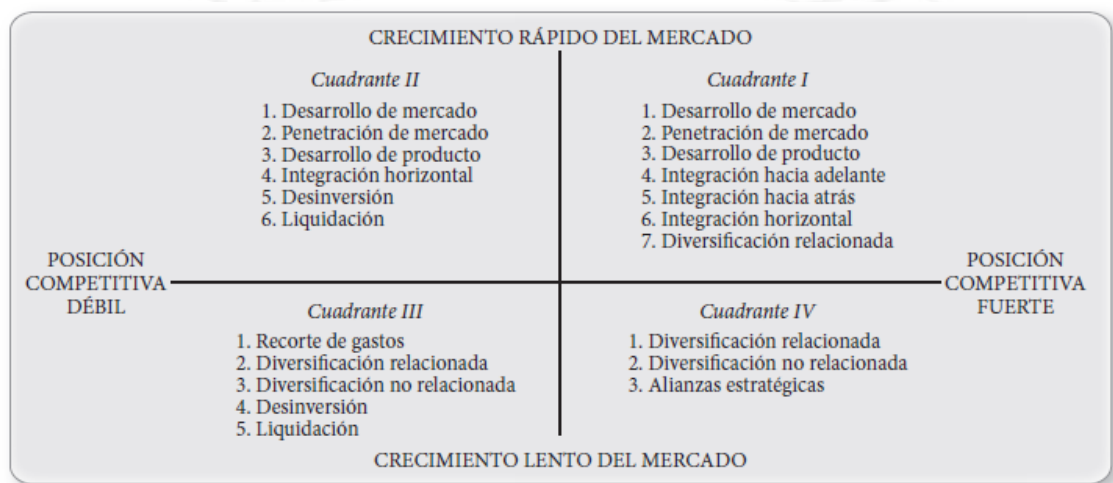 CRECIMIENTO RÁPIDO DEL MERCADO
Cuadrante II
1. Desarrollo de mercado
2. Penetración de mercado
3. Desarrollo de producto
4. Integración horizontal
5. Desinversión
6. Liquidación
Cuadrante I
1. Desarrollo de mercado
2. Penetración de mercado
3. Desarrollo de producto
4. Integración hacia adelante
5. Integración hacia atrás
6. Integración horizontal
7. Diversificación relacionada
POSICIÓN
COMPETITIVA
DÉBIL
POSICIÓN
COMPETITIVA
FUERTE
Cuadrante III
1. Recorte de gastos
2. Diversificación relacionada
3. Diversificación no relacionada
4. Desinversión
5. Liquidación
Cuadrante IV
1. Diversificación relacionada
2. Diversificación no relacionada
3. Alianzas estratégicas
CRECIMIENTO LENTO DEL MERCADO